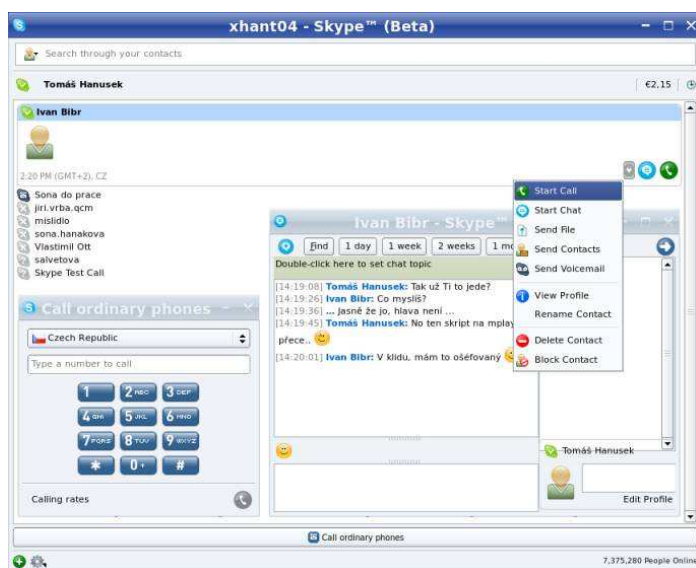 xhant04 - Skype™ (Beta)
Search through your contacts
Tomáš Hanusek
€2,15
Ivan Bibr
2:20 PM (GMT+2), CZ
Sona do prace
jiri.vrba.qcm
mislidlo
sona.hanakova
Vlastimil Ott
salvetova
Skype Test Call
Start Call
Start Chat
Send File
Send Contacts
Send Voicemail
View Profile
Rename Contact
Delete Contact
Block Contact
Ivan Bibr - Skype™
Find
1 day
1 week
2 weeks
1 mo
Double-click here to set chat topic
[14:19:08] Tomáš Hanusek: Tak už Ti to jede?
[14:19:26] Ivan Bibr: Co myslíš?
[14:19:36] ... Jasně že jo, hlava není ...
[14:19:45] Tomáš Hanusek: No ten skript na mplay
přece..
[14:20:01] Ivan Bibr: V klidu, mám to ošéfovaný
Tomáš Hanusek
Edit Profile
Call ordinary phones
Czech Republic
Type a number to call
1 2 ABC 3 DEF
4 GHI 5 JKL 6 MNO
7 PQRS 8 TUV 9 WXYZ
* 0 + #
Calling rates
Call ordinary phones
7,375,280 People Online